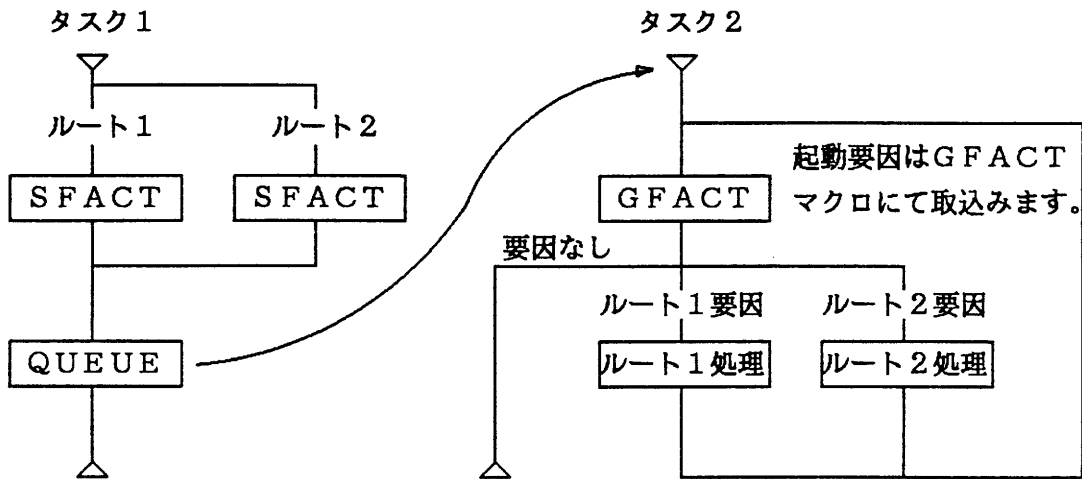 タスク1
タスク2
ルート1
ルート2
SFACT
SFACT
起動要因はGFACT
マクロにて取込みます。
GFACT
要因なし
ルート1要因
ルート2要因
QUEUE
ルート1処理
ルート2処理